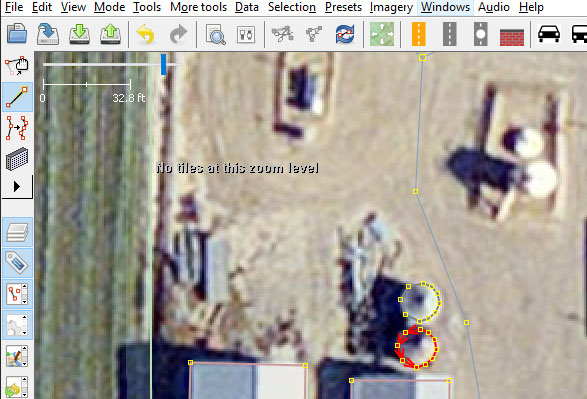 File Edit View Mode Tools More tools Data Selection Presets Imagery Windows Audio Help
0 32.8 ft
No tiles at this zoom level